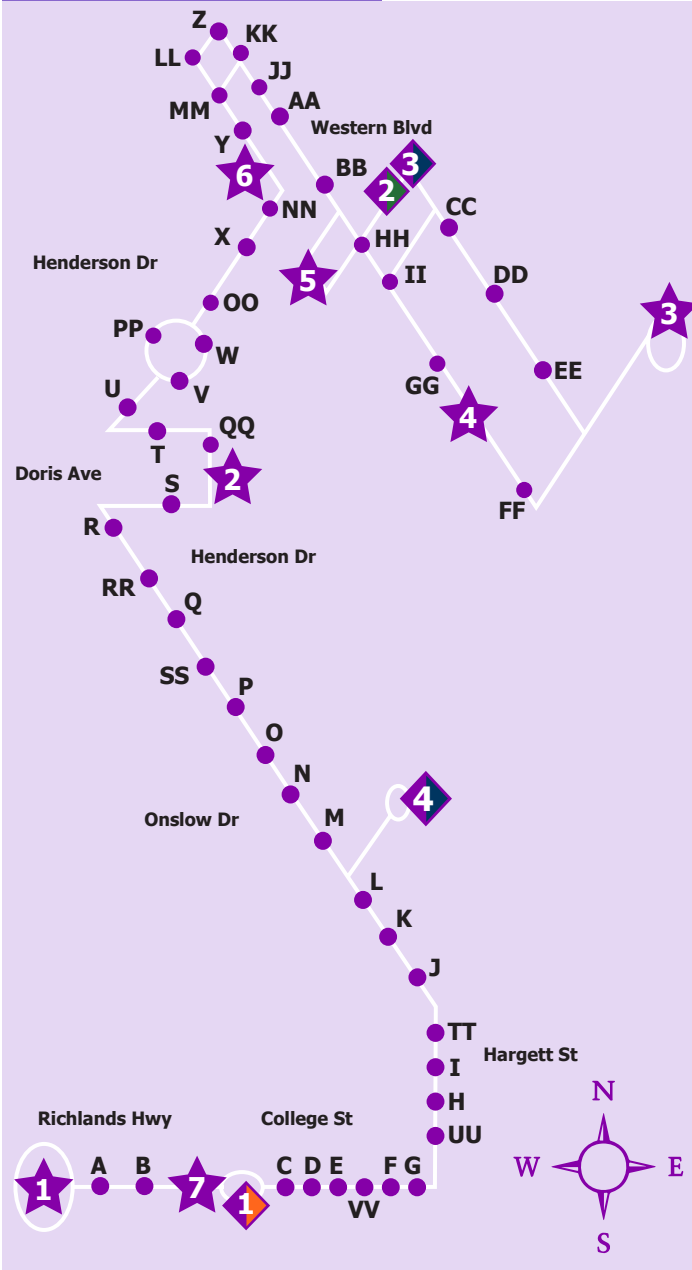 Z
KK
LL
JJ
MM
AA
Western Blvd
Y
BB
3
6
2
CC
NN
HH
X
II
DD
Henderson Dr
5
OO
3
PP
W
EE
GG
V
U
4
QQ
T
Doris Ave
S
2
FF
R
Henderson Dr
RR
Q
SS
P
O
N
4
Onslow Dr
M
L
K
J
TT
Hargett St
I
H
N
Richlands Hwy
College St
UU
A
B
C
D
E
F
G
W
E
1
7
1
VV
S